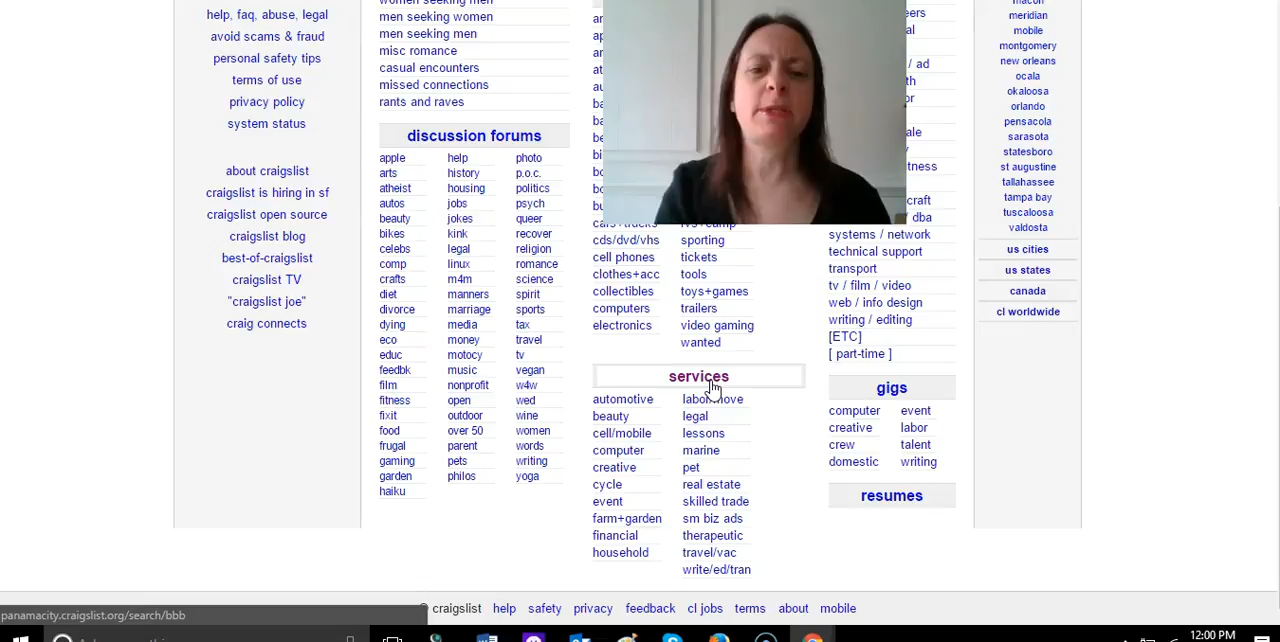 help, faq, abuse, legal
avoid scams & fraud
personal safety tips
terms of use
privacy policy
system status
about craigslist
craigslist is hiring in sf
craigslist open source
craigslist blog
best-of-craigslist
craigslist TV
"craigslist joe"
craig connects
men seeking women
men seeking men
misc romance
casual encounters
missed connections
rants and raves
discussion forums
apple help photo
arts history p.o.c.
atheist housing politics
autos jobs psych
beauty jokes queer
bikes kink recover
celebs legal religion
comp linux romance
crafts m4m science
diet manners spirit
divorce marriage sports
dying media tax
eco money travel
educ motocy tv
feedbk music vegan
film nonprofit w4w
fitness open wed
fixit outdoor wine
food over 50 women
frugal parent words
gaming pets writing
garden philos yoga
haiku
cds/dvd/vhs sporting
cell phones tickets
clothes+acc tools
collectibles toys+games
computers trailers
electronics video gaming
wanted
services
automotive labor/move
beauty legal
cell/mobile lessons
computer marine
creative pet
cycle real estate
event skilled trade
farm+garden sm biz ads
financial therapeutic
household travel/vac
write/ed/tran
/ ad
/ dba
systems / network
technical support
transport
tv / film / video
web / info design
writing / editing
[ETC]
[ part-time ]
gigs
computer event
creative labor
crew talent
domestic writing
resumes
macon
meridian
mobile
montgomery
new orleans
ocala
okaloosa
orlando
pensacola
sarasota
statesboro
st augustine
tallahassee
tampa bay
tuscaloosa
valdosta
us cities
us states
canada
cl worldwide
© craigslist help safety privacy feedback cl jobs terms about mobile
panamacity.craigslist.org/search/bbb
12:00 PM